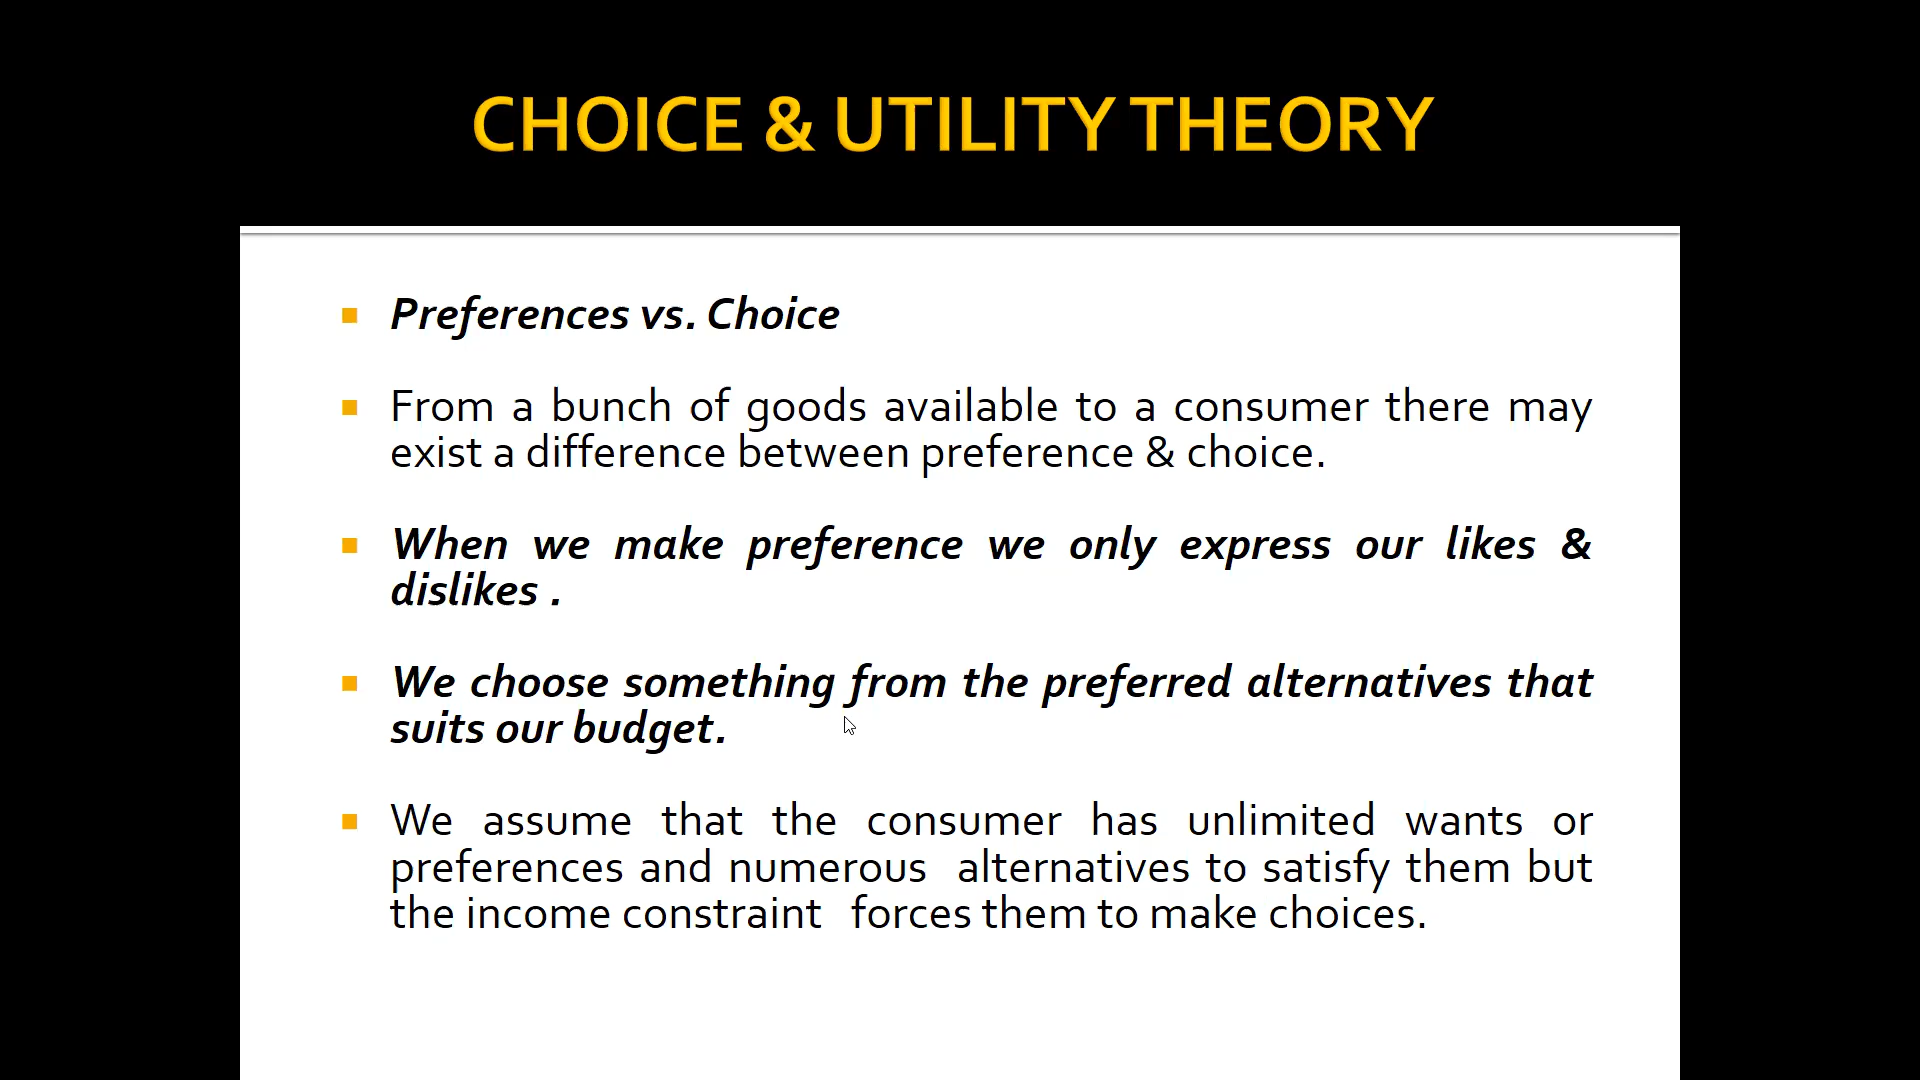 CHOICE & UTILITY THEORY
Preferences vs. Choice
From a bunch of goods available to a consumer there may
exist a difference between preference & choice.
When we make preference we only express our likes &
dislikes .
We choose something from the preferred alternatives that
suits our budget.
We assume that the consumer has unlimited wants or
preferences and numerous  alternatives to satisfy them but
the income constraint  forces them to make choices.